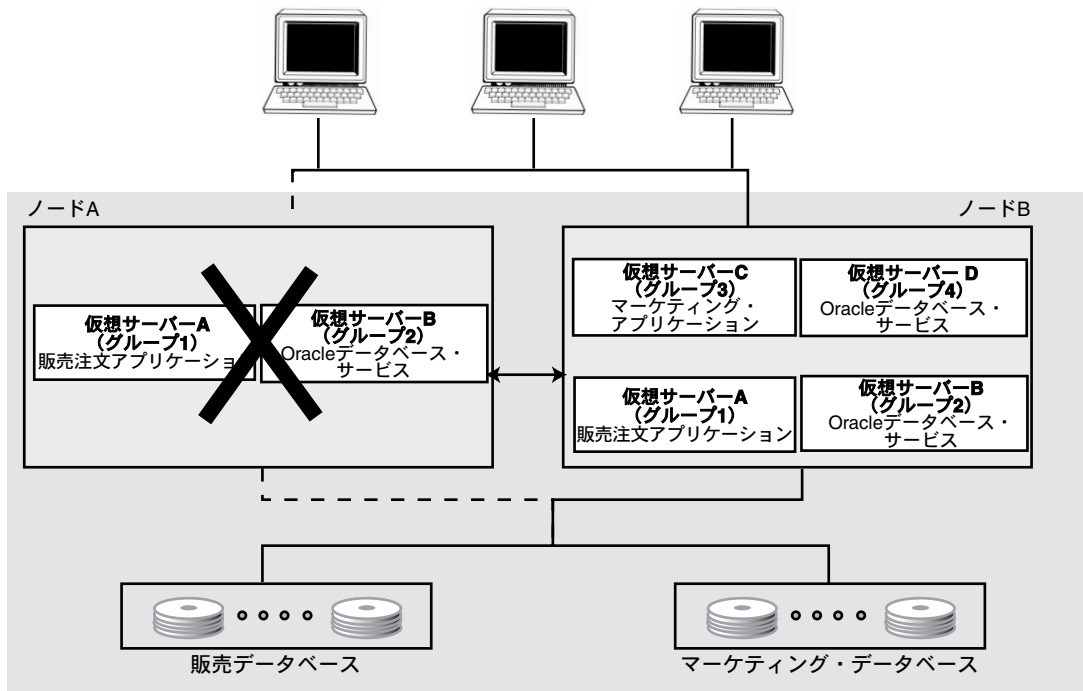 ノードA
ノードB
仮想サーバーA
(グループ1)
販売注文アプリケーション
仮想サーバーB
(グループ2)
Oracleデータベース・
サービス
仮想サーバーC
(グループ3)
マーケティング・
アプリケーション
仮想サーバー D
(グループ4)
Oracleデータベース・
サービス
仮想サーバーA
(グループ1)
販売注文アプリケーション
仮想サーバーB
(グループ2)
Oracleデータベース・
サービス
販売データベース
マーケティング・データベース